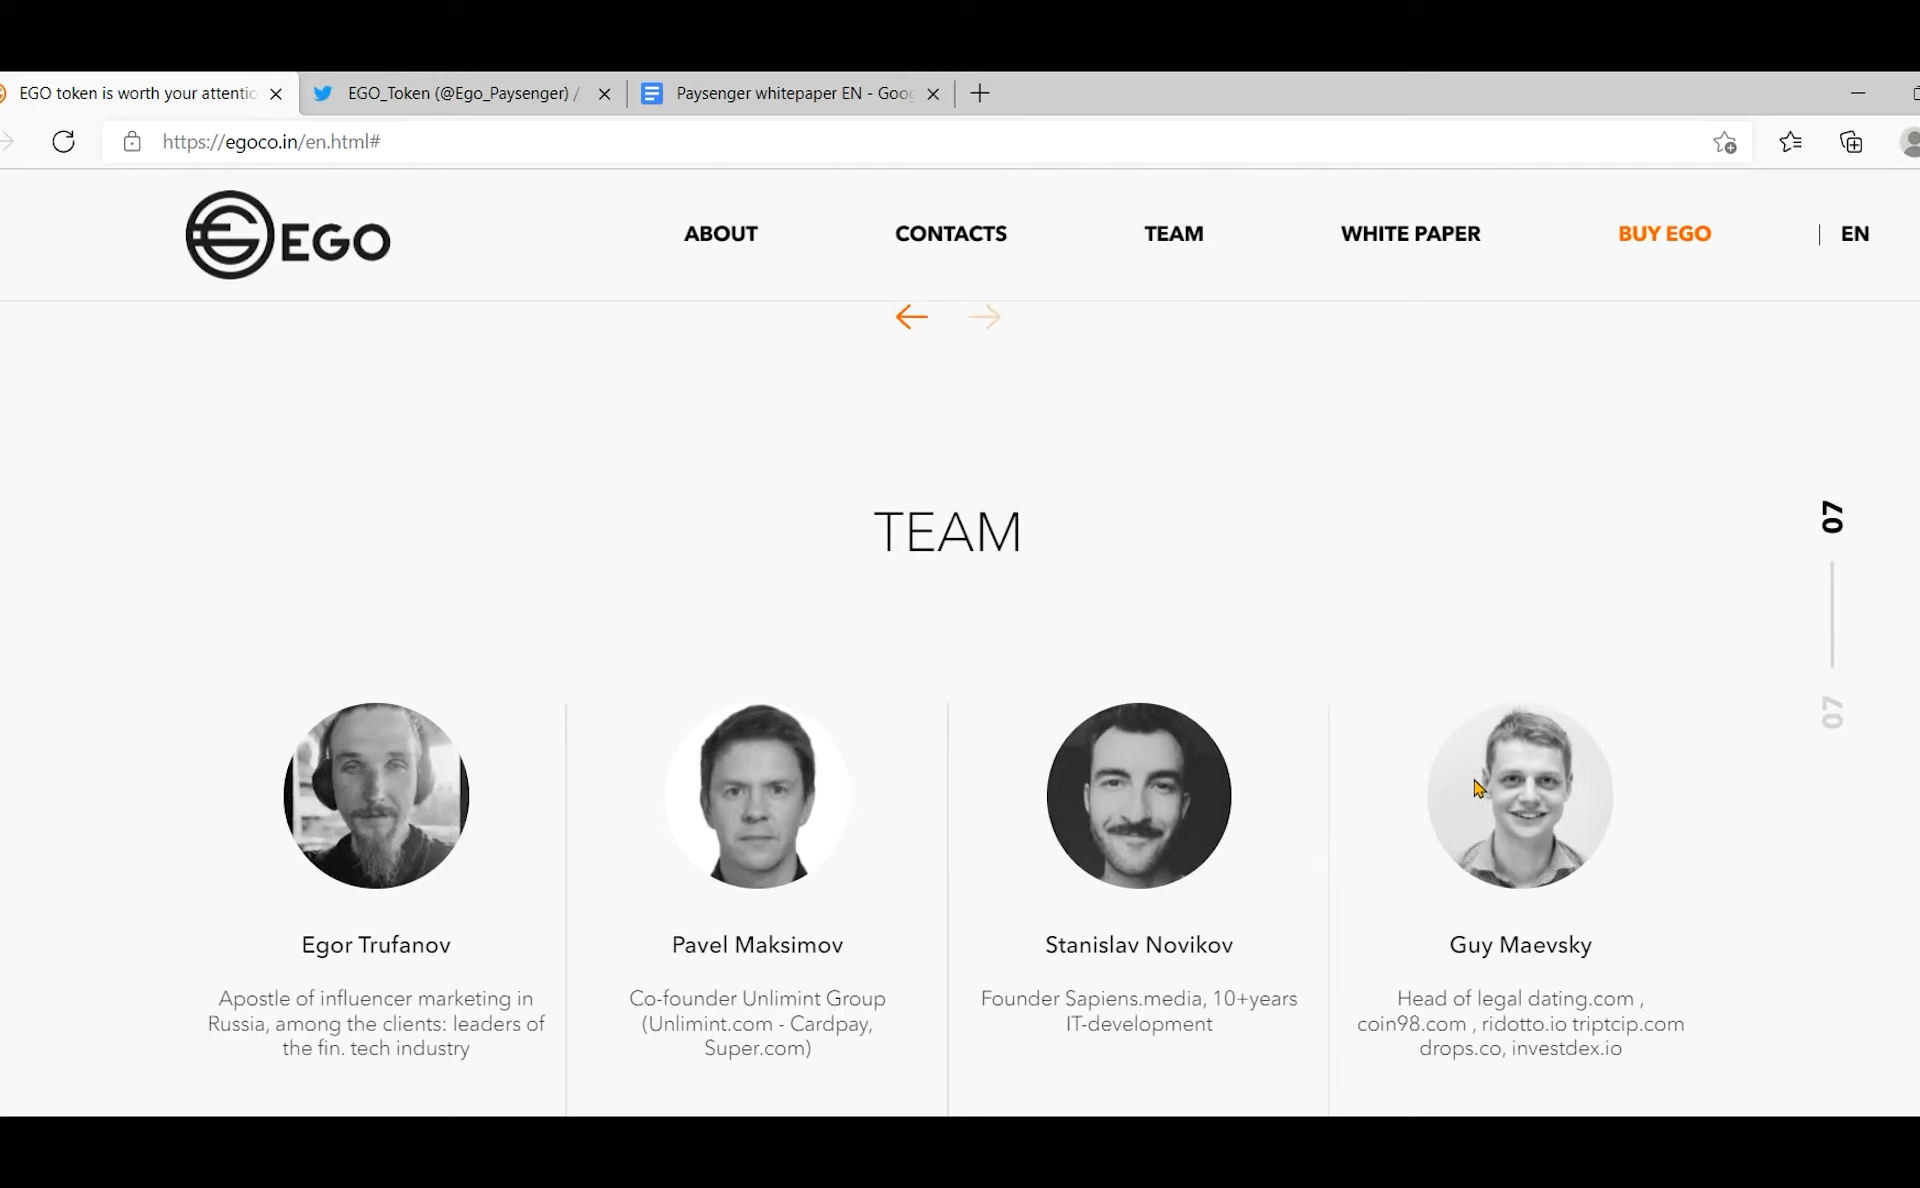 EGO token is worth your attentic
EGO_Token (@Ego_Paysenger) /
Paysenger whitepaper EN - Goo
https://egoco.in/en.html#
EGO
ABOUT
CONTACTS
TEAM
WHITE PAPER
BUY EGO
EN
TEAM
07
07
Egor Trufanov
Apostle of influencer marketing in
Russia, among the clients: leaders of
the fin. tech industry
Pavel Maksimov
Co-founder Unlimint Group
(Unlimint.com - Cardpay,
Super.com)
Stanislav Novikov
Founder Sapiens.media, 10+years
IT-development
Guy Maevsky
Head of legal dating.com ,
coin98.com , ridotto.io triptcip.com
drops.co, investdex.io